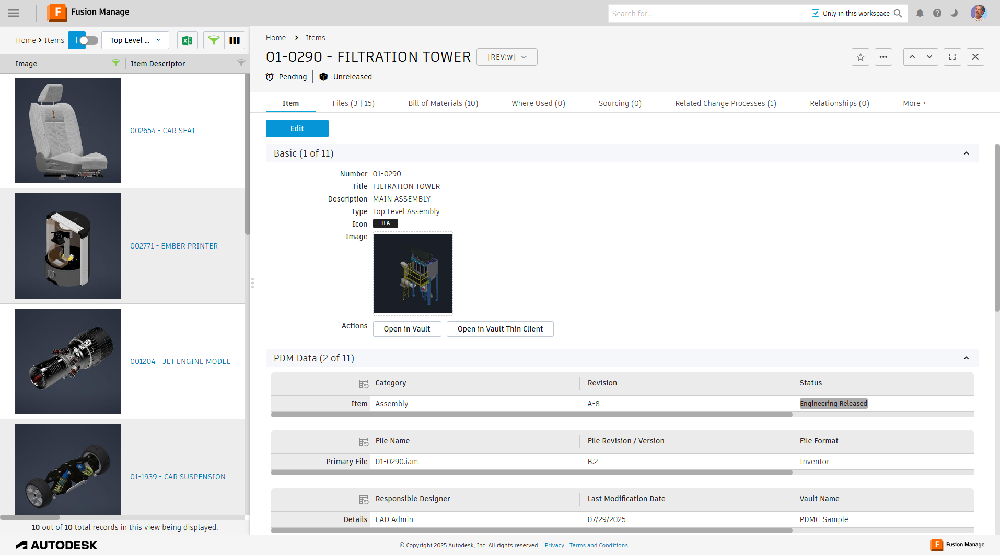 F Fusion Manage
Search for...
Only in this workspace
Home Items
+
Top Level ...
Image
Item Descriptor
002654 - CAR SEAT
002771 - EMBER PRINTER
001204 - JET ENGINE MODEL
01-1939 - CAR SUSPENSION
10 out of 10 total records in this view being displayed.
Home Items
01-0290 - FILTRATION TOWER
[REV:w]
Pending
Unreleased
Item
Files (3 | 15)
Bill of Materials (10)
Where Used (0)
Sourcing (0)
Related Change Processes (1)
Relationships (0)
More +
Edit
Basic (1 of 11)
Number 01-0290
Title FILTRATION TOWER
Description MAIN ASSEMBLY
Type Top Level Assembly
Icon TLA
Image
Actions Open in Vault Open in Vault Thin Client
PDM Data (2 of 11)
Category Revision Status
Item Assembly A-8 Engineering Released
File Name File Revision / Version File Format
Primary File 01-0290.iam B.2 Inventor
Responsible Designer Last Modification Date Vault Name
Details CAD Admin 07/29/2025 PDMC-Sample
AUTODESK
© Copyright 2025 Autodesk, Inc. All rights reserved. Privacy Terms and Conditions
F Fusion Manage